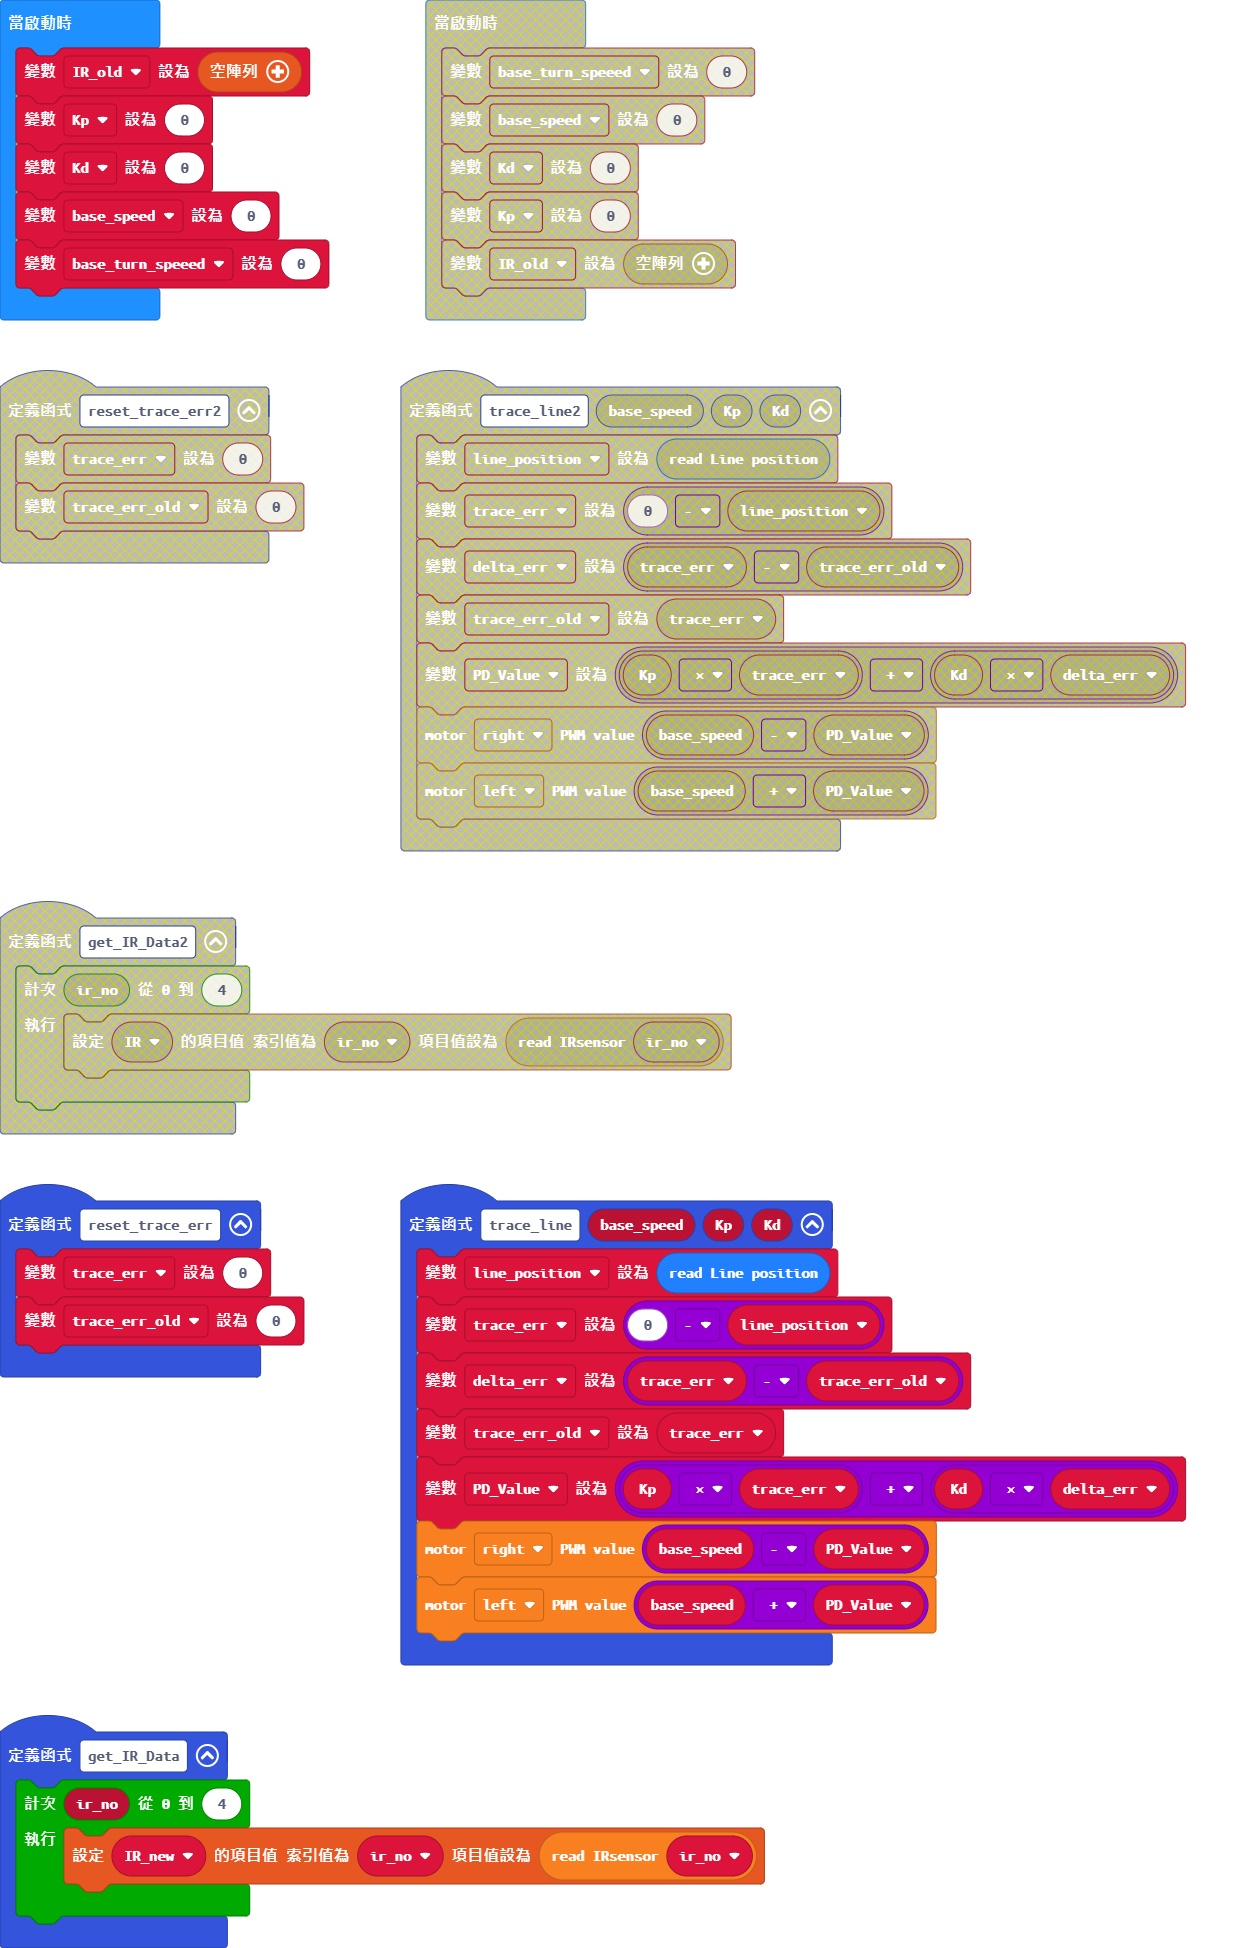 當啟動時
變數 IR_old 設為 空陣列
變數 Kp 設為 0
變數 Kd 設為 0
變數 base_speed 設為 0
變數 base_turn_speeed 設為 0
當啟動時
變數 base_turn_speeed 設為 0
變數 base_speed 設為 0
變數 Kd 設為 0
變數 Kp 設為 0
變數 IR_old 設為 空陣列
定義函式 reset_trace_err2
變數 trace_err 設為 0
變數 trace_err_old 設為 0
定義函式 trace_line2 base_speed Kp Kd
變數 line_position 設為 read Line position
變數 trace_err 設為 0 - line_position
變數 delta_err 設為 trace_err - trace_err_old
變數 trace_err_old 設為 trace_err
變數 PD_Value 設為 Kp × trace_err + Kd × delta_err
motor right PWM value base_speed - PD_Value
motor left PWM value base_speed + PD_Value
定義函式 get_IR_Data2
計次 ir_no 從 0 到 4
執行
設定 IR 的項目值 索引值為 ir_no 項目值設為 read IRsensor ir_no
定義函式 reset_trace_err
變數 trace_err 設為 0
變數 trace_err_old 設為 0
定義函式 trace_line base_speed Kp Kd
變數 line_position 設為 read Line position
變數 trace_err 設為 0 - line_position
變數 delta_err 設為 trace_err - trace_err_old
變數 trace_err_old 設為 trace_err
變數 PD_Value 設為 Kp × trace_err + Kd × delta_err
motor right PWM value base_speed - PD_Value
motor left PWM value base_speed + PD_Value
定義函式 get_IR_Data
計次 ir_no 從 0 到 4
執行
設定 IR_new 的項目值 索引值為 ir_no 項目值設為 read IRsensor ir_no